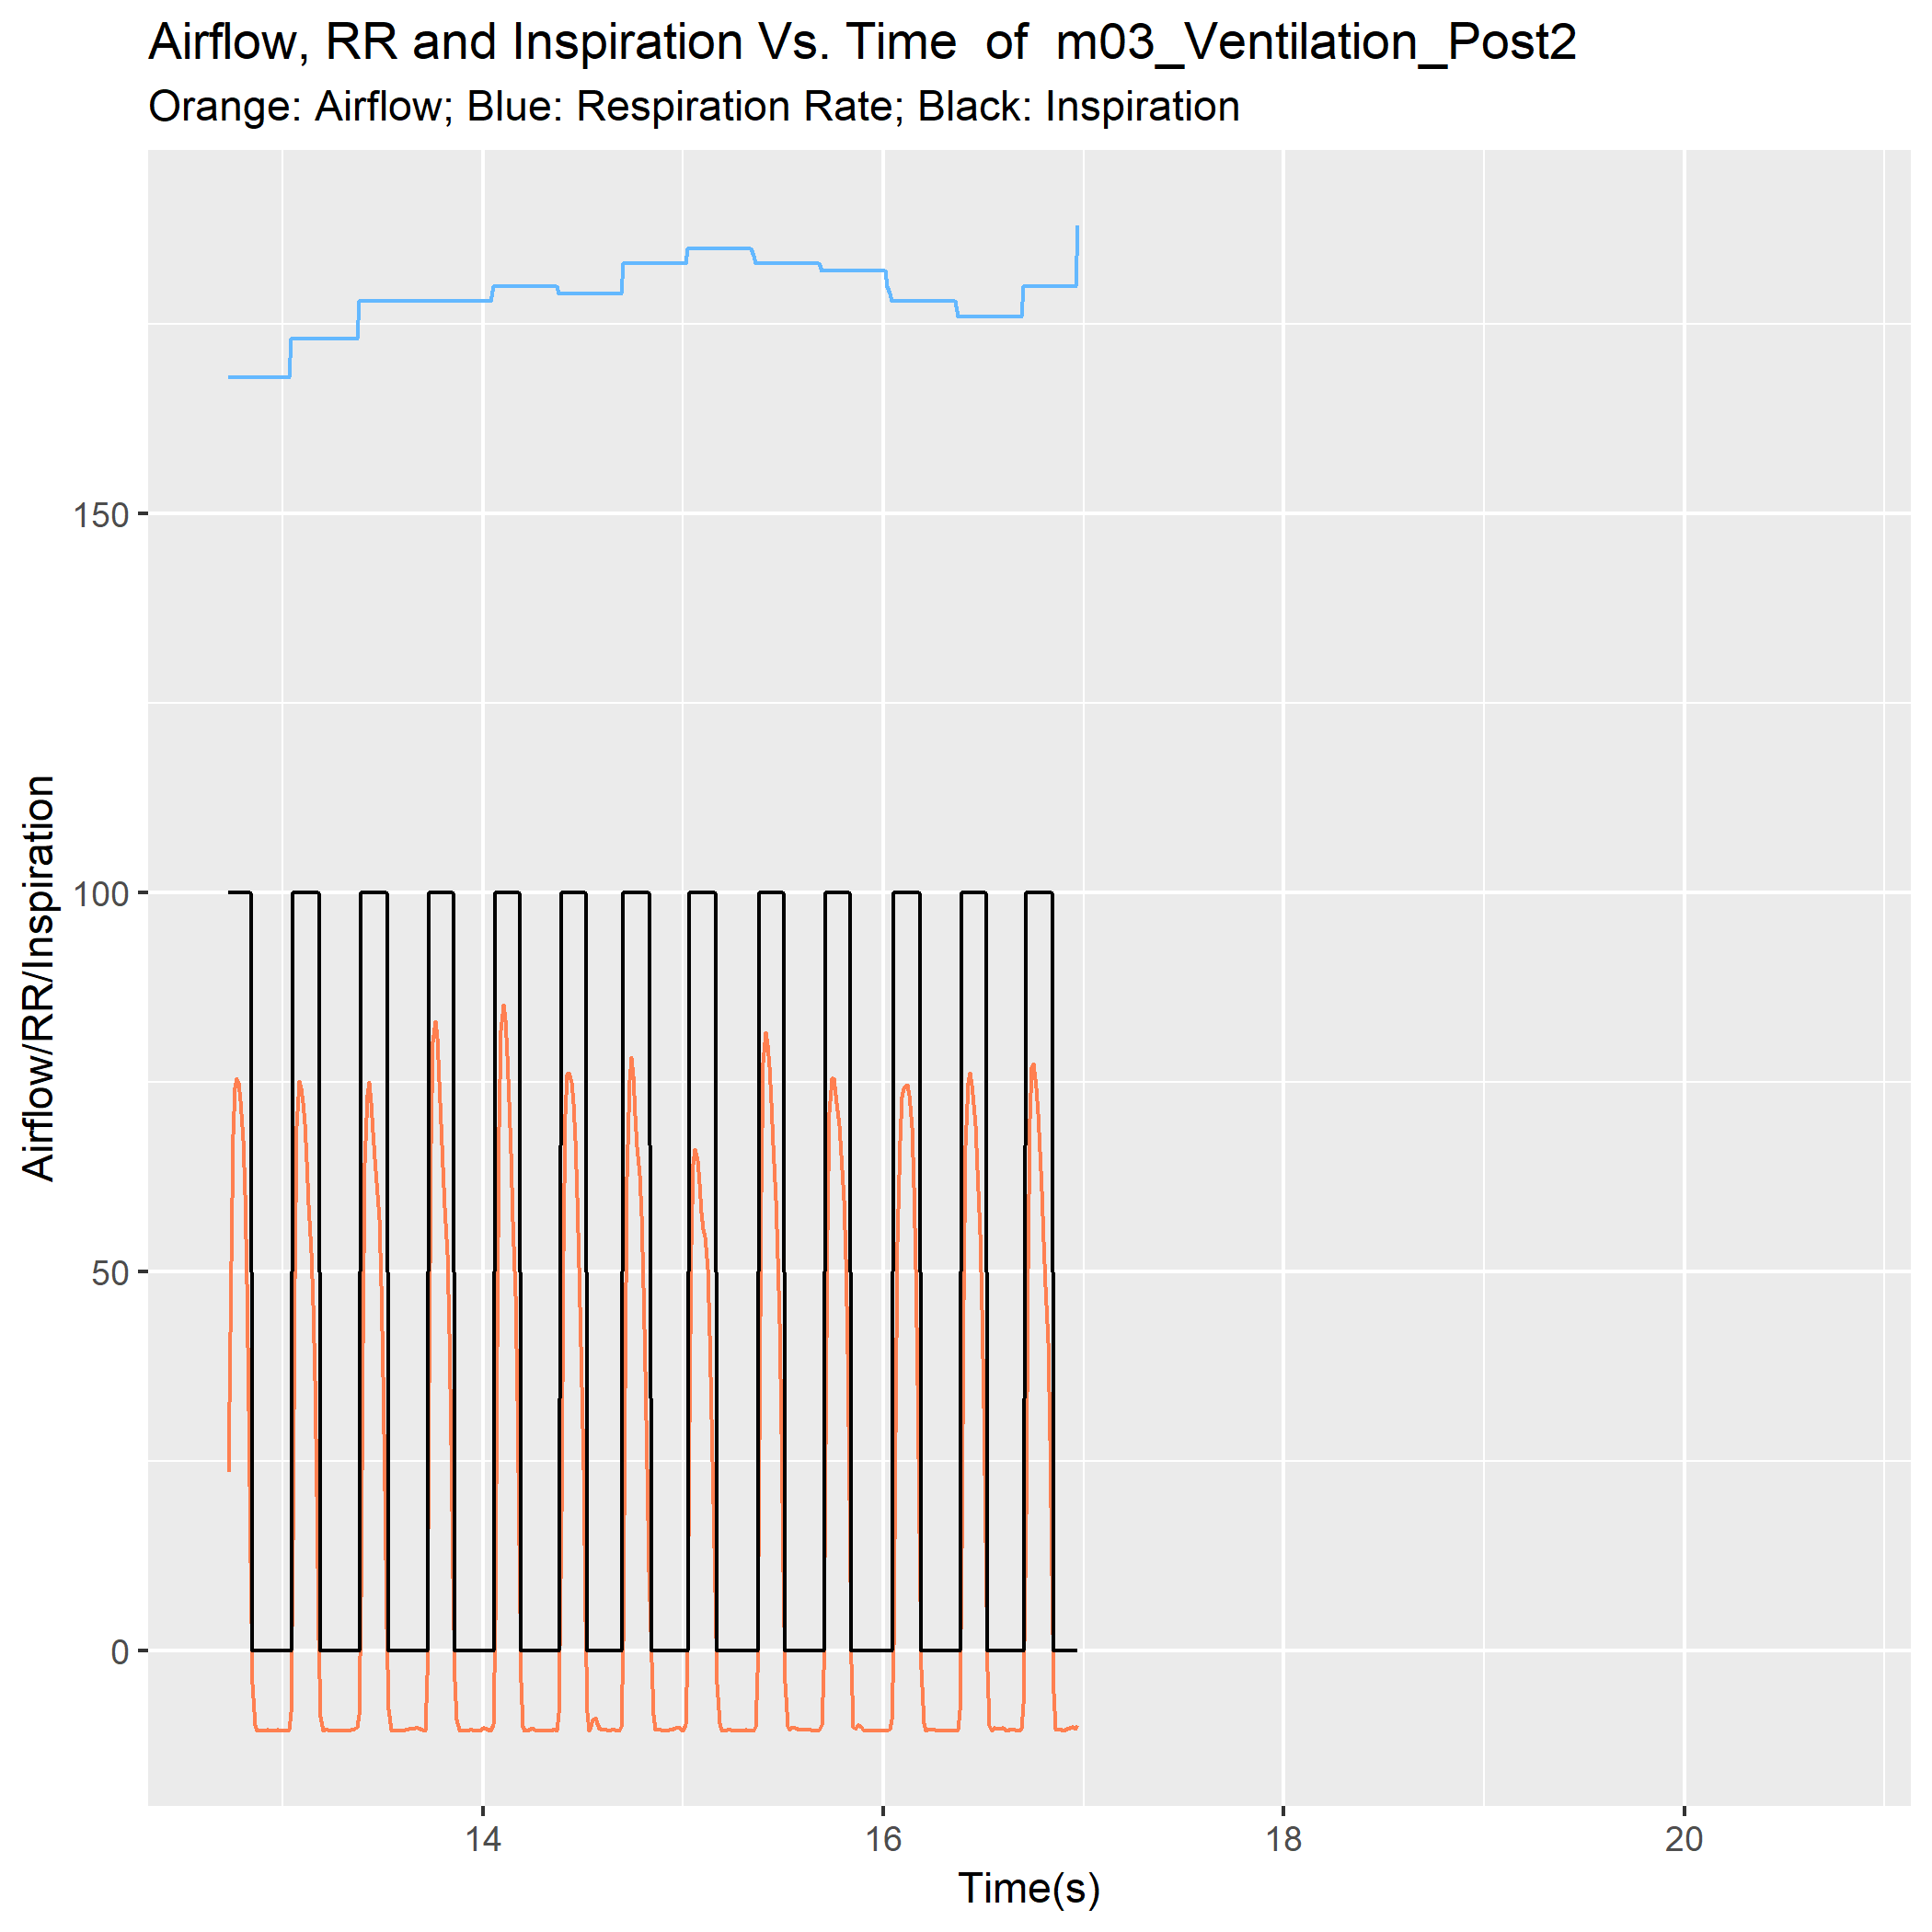 Airflow, RR and Inspiration Vs. Time  of  m03_Ventilation_Post2
Orange: Airflow; Blue: Respiration Rate; Black: Inspiration
Airflow/RR/Inspiration
150
100
50
0
14 16 18 20
Time(s)